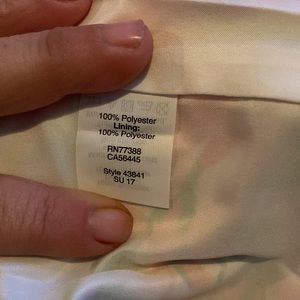 100% Polyester
Lining:
100% Polyester
RN77388
CA56445
Style 43841
SU 17